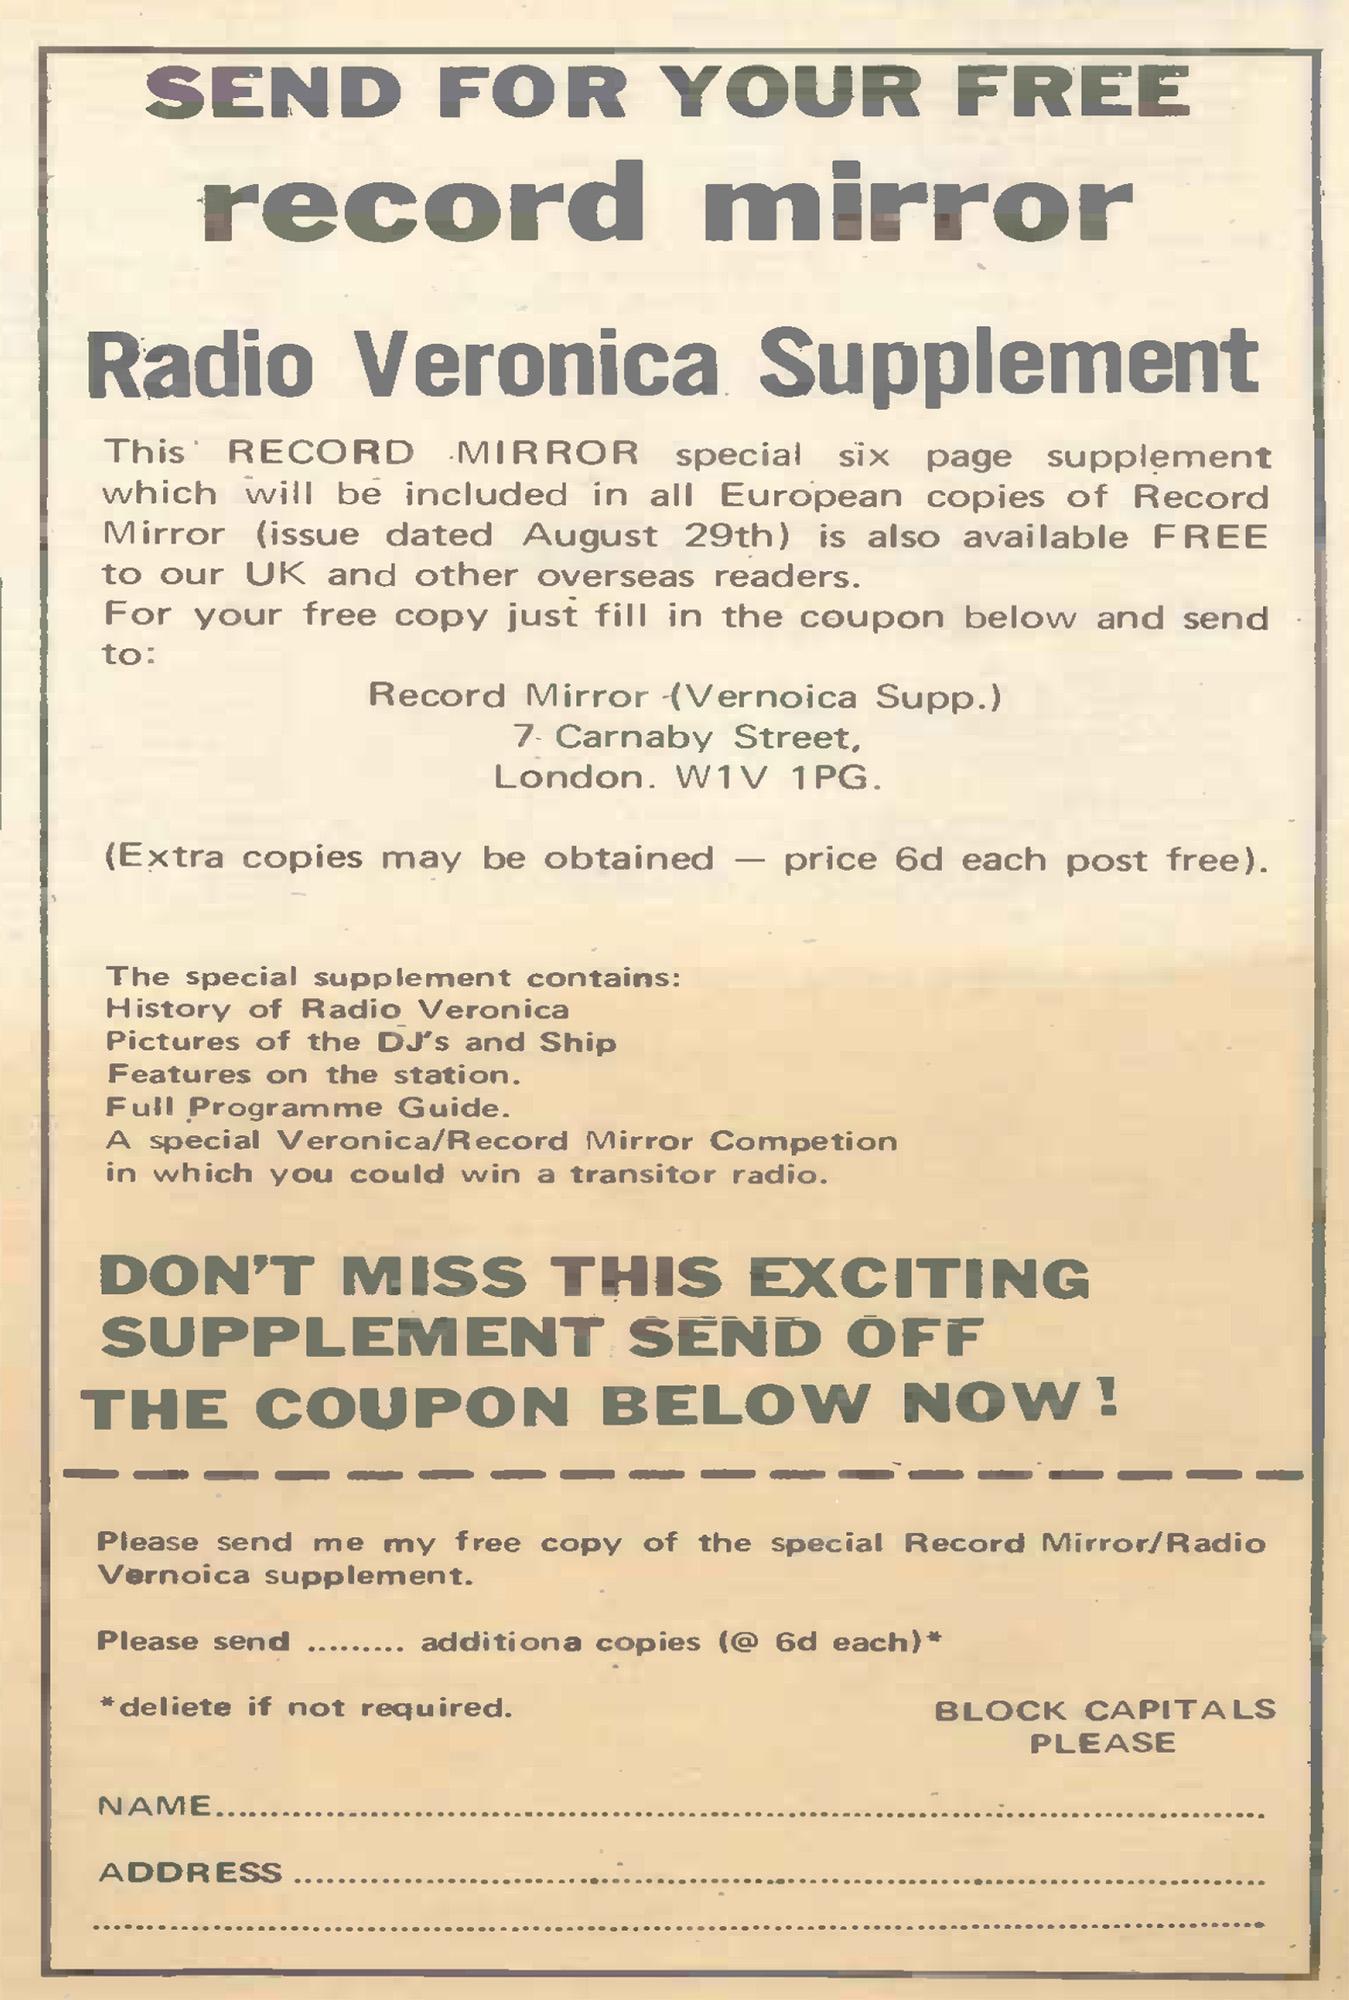 SEND FOR YOUR FREE
record mirror
Radio Veronica Supplement
This RECORD MIRROR special six page supplement
which will be included in all European copies of Record
Mirror (issue dated August 29th) is also available FREE
to our UK and other overseas readers.
For your free copy just fill in the coupon below and send
to:
Record Mirror (Vernoica Supp.)
7 Carnaby Street,
London. W1V 1PG.
(Extra copies may be obtained — price 6d each post free).
The special supplement contains:
History of Radio Veronica
Pictures of the DJ's and Ship
Features on the station.
Full Programme Guide.
A special Veronica/Record Mirror Competion
in which you could win a transitor radio.
DON'T MISS THIS EXCITING
SUPPLEMENT SEND OFF
THE COUPON BELOW NOW!
Please send me my free copy of the special Record Mirror/Radio
Vernoica supplement.
Please send ......... additiona copies (@ 6d each)*
*deliete if not required.
BLOCK CAPITALS
PLEASE
NAME
ADDRESS